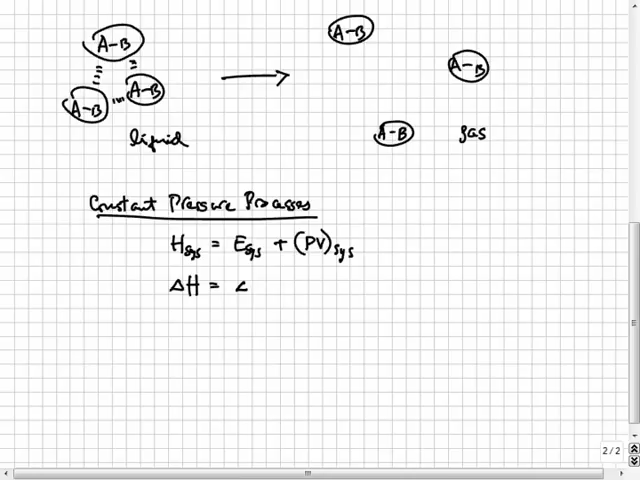 A-B
A-B
A-B
A-B
A-B
liquid
A-B
gas
Constant Pressure Processes
Hsys = Esys + (PV)sys
ΔH = Δ
2 / 2